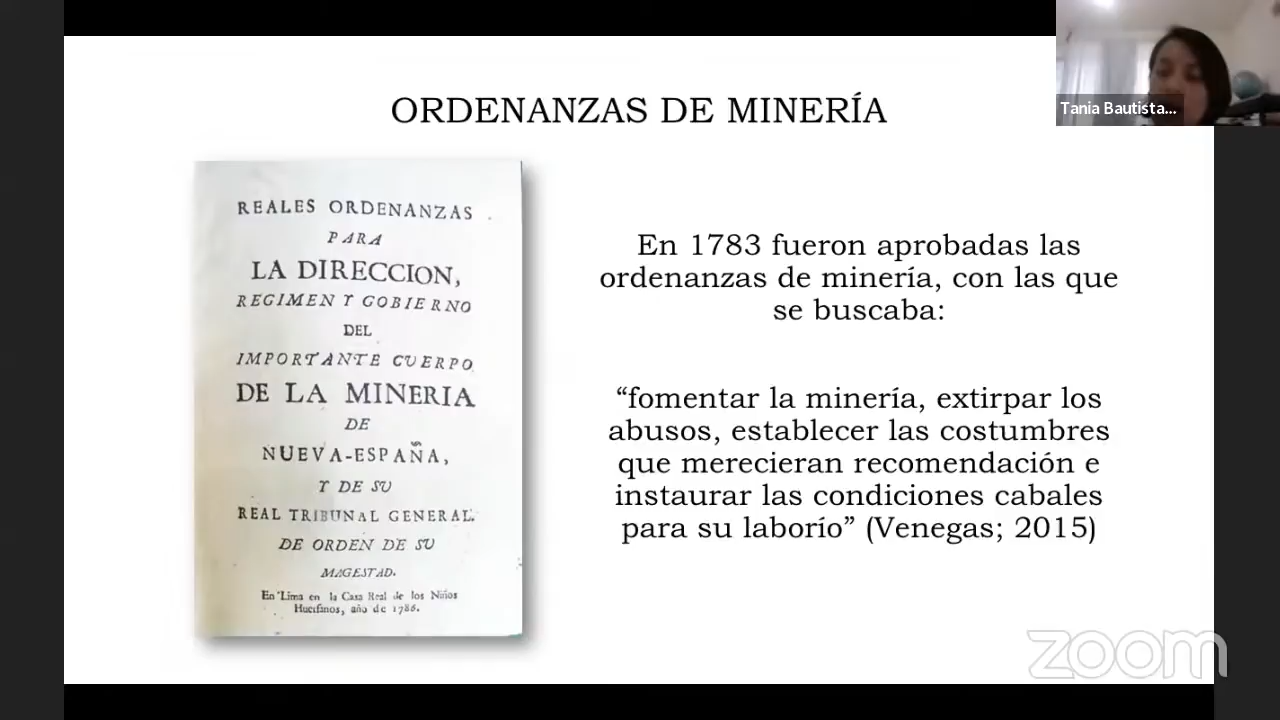 ORDENANZAS DE MINERÍA
Tania Bautista...
REALES ORDENANZAS
PARA
LA DIRECCION,
REGIMEN Y GOBIERNO
DEL
IMPORTANTE CUERPO
DE LA MINERIA
DE
NUEVA-ESPAÑA,
Y DE SU
REAL TRIBUNAL GENERAL.
DE ORDEN DE SU
MAGESTAD.
En Lima en la Casa Real de los Niños
Huerfanos, año de 1786.
En 1783 fueron aprobadas las
ordenanzas de minería, con las que
se buscaba:
“fomentar la minería, extirpar los
abusos, establecer las costumbres
que merecieran recomendación e
instaurar las condiciones cabales
para su laborío” (Venegas; 2015)
zoom